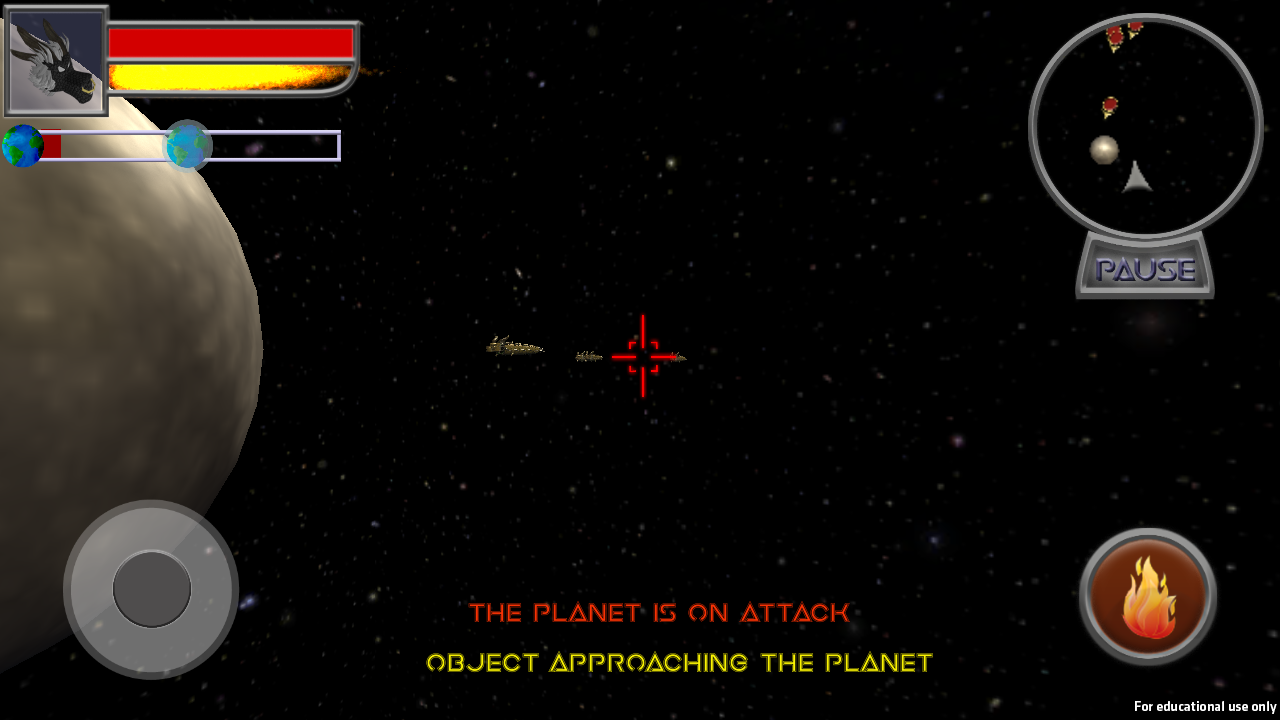 PAUSE
THE PLANET IS ON ATTACK
OBJECT APPROACHING THE PLANET
For educational use only